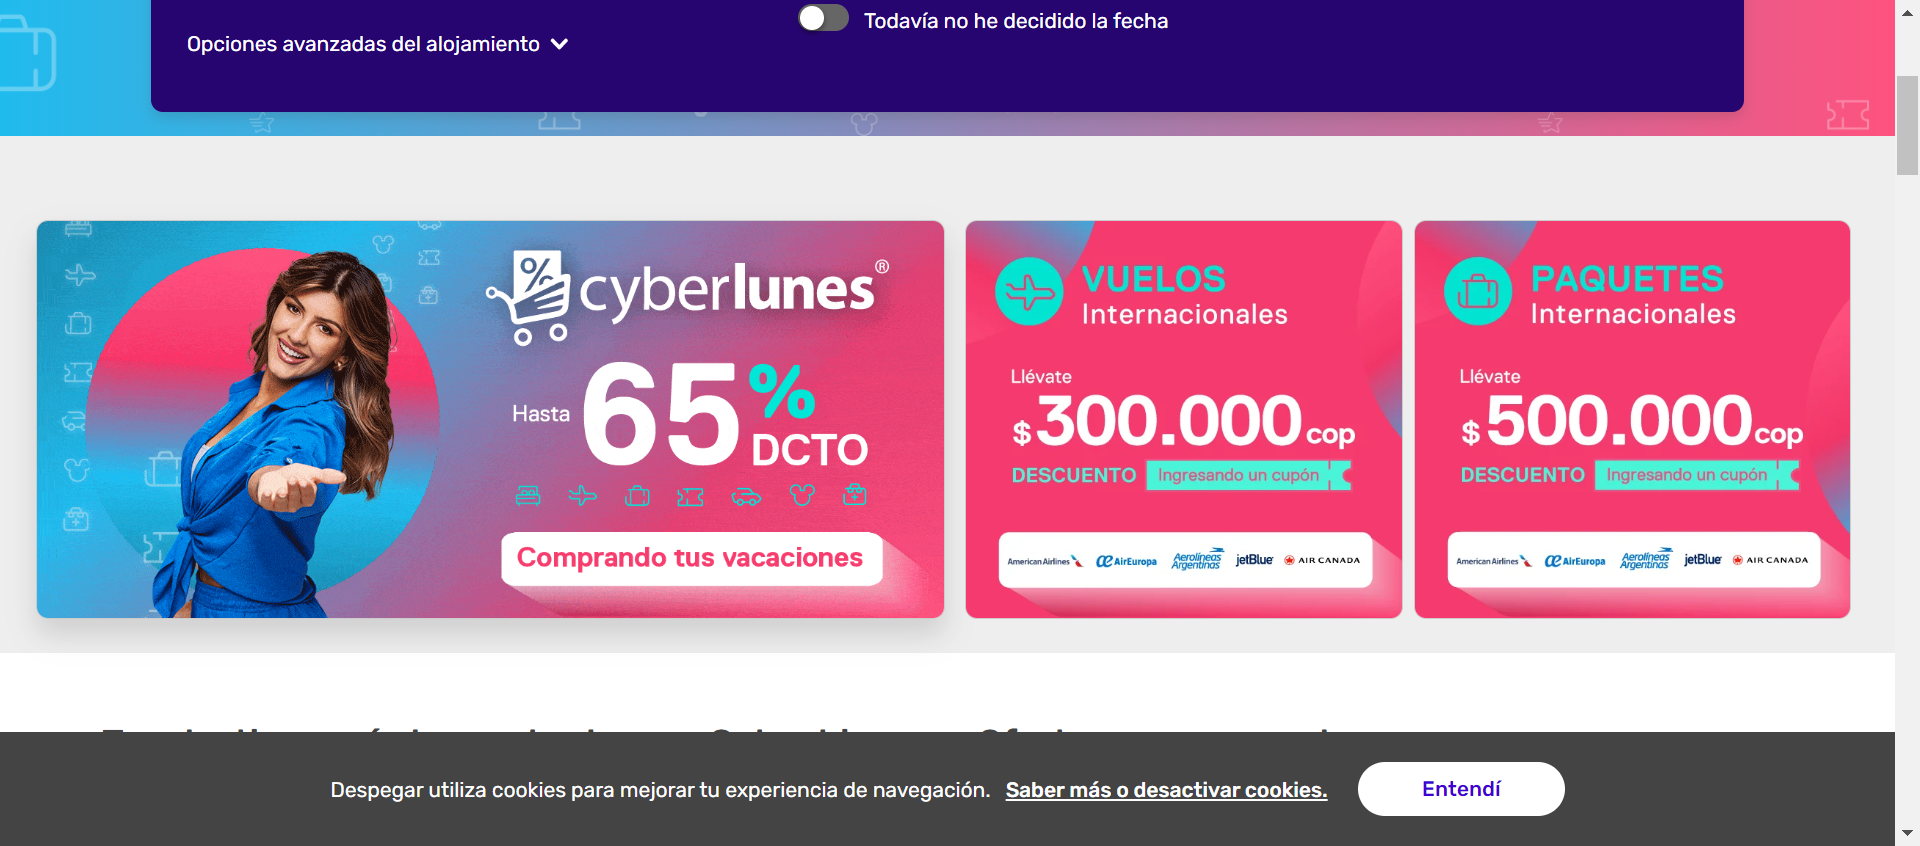 Todavía no he decidido la fecha
Opciones avanzadas del alojamiento
%
cyberlunes®
Hasta
65%
DCTO
Comprando tus vacaciones
VUELOS
Internacionales
Llévate
$300.000 cop
DESCUENTO Ingresando un cupón
American Airlines AirEuropa Aerolíneas Argentinas jetBlue AIR CANADA
PAQUETES
Internacionales
Llévate
$500.000 cop
DESCUENTO Ingresando un cupón
American Airlines AirEuropa Aerolíneas Argentinas jetBlue AIR CANADA
Despegar utiliza cookies para mejorar tu experiencia de navegación. Saber más o desactivar cookies.
Entendí